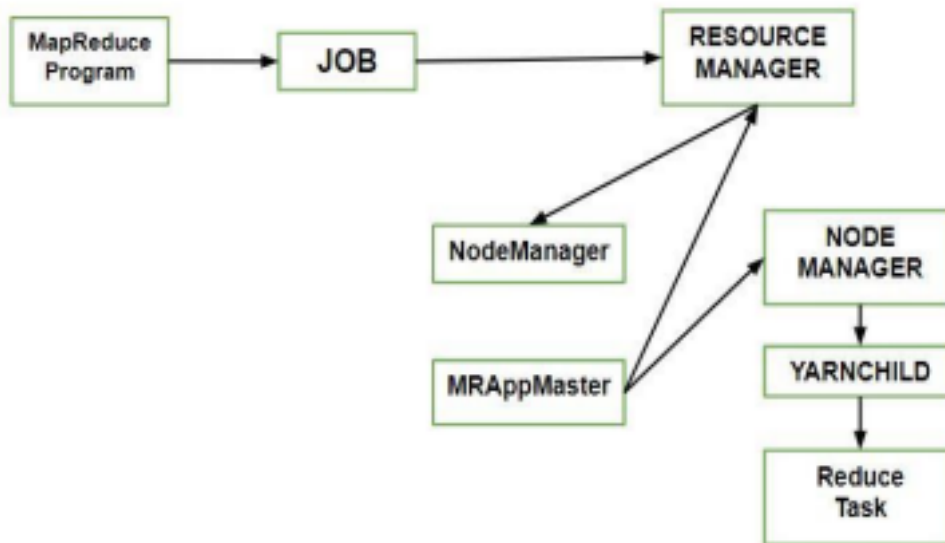 MapReduce
Program
JOB
RESOURCE
MANAGER
NodeManager
NODE
MANAGER
MRAppMaster
YARNCHILD
Reduce
Task